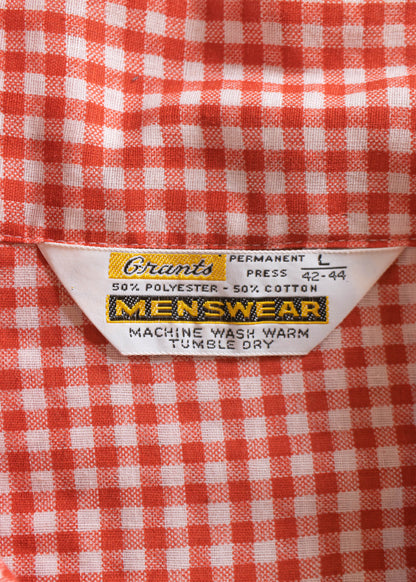 Grants PERMANENT PRESS L 42-44
50% POLYESTER - 50% COTTON
MENSWEAR
MACHINE WASH WARM
TUMBLE DRY